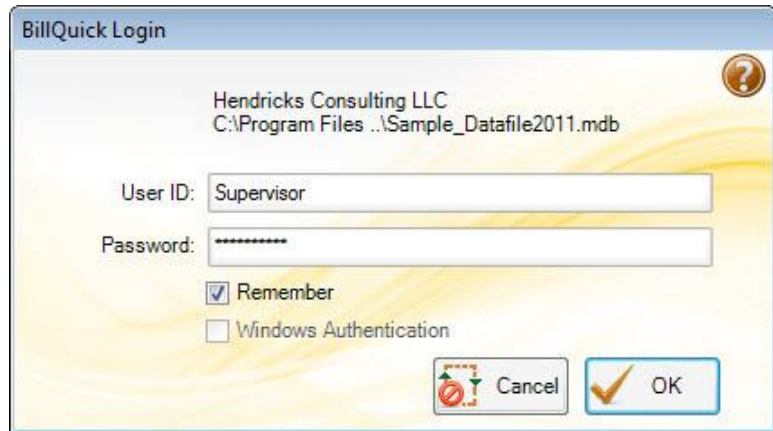 BillQuick Login
?
Hendricks Consulting LLC
C:\Program Files ..\Sample_Datafile2011.mdb
User ID: Supervisor
Password: **********
Remember
Windows Authentication
Cancel OK